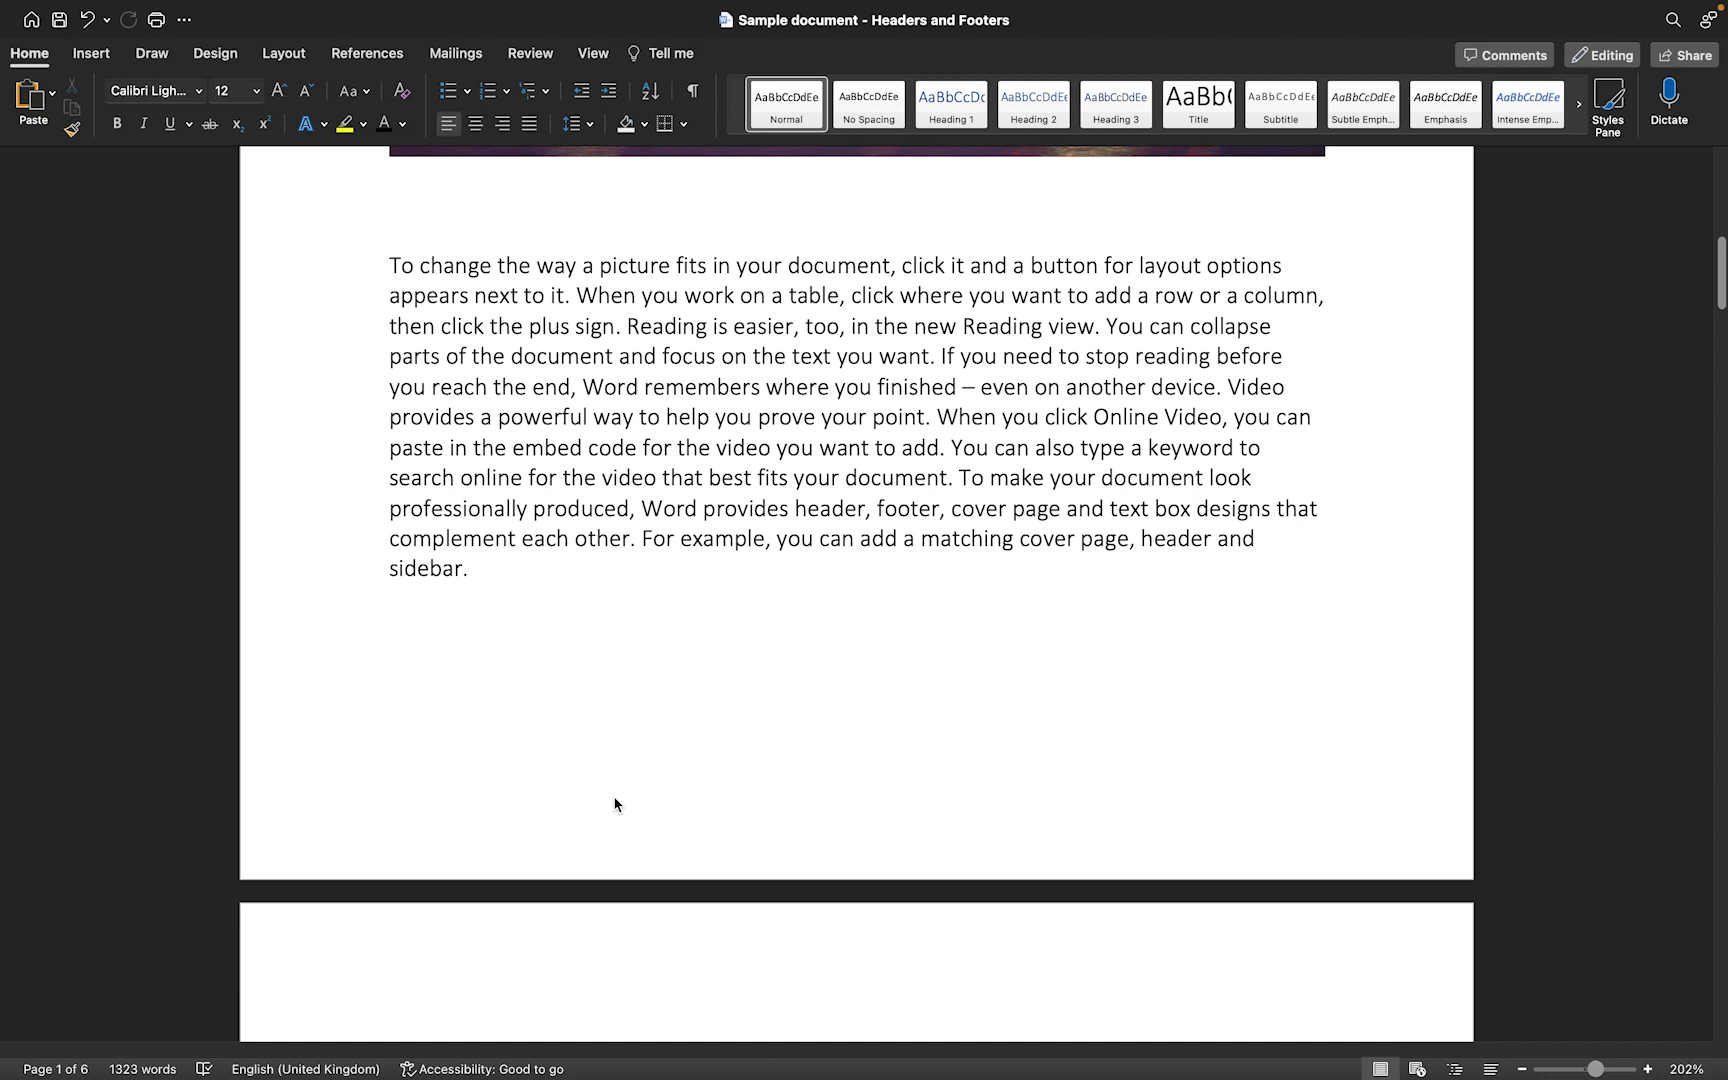 Sample document - Headers and Footers
Home Insert Draw Design Layout References Mailings Review View Tell me
Comments Editing Share
Paste
Calibri Ligh... 12
AaBbCcDdEe AaBbCcDdEe AaBbCcDc AaBbCcDdEe AaBbCcDdEe AaBb( AaBbCcDdEe AaBbCcDdEe AaBbCcDdEe AaBbCcDdEe
Normal No Spacing Heading 1 Heading 2 Heading 3 Title Subtitle Subtle Emph... Emphasis Intense Emp...
Styles
Pane
Dictate
To change the way a picture fits in your document, click it and a button for layout options
appears next to it. When you work on a table, click where you want to add a row or a column,
then click the plus sign. Reading is easier, too, in the new Reading view. You can collapse
parts of the document and focus on the text you want. If you need to stop reading before
you reach the end, Word remembers where you finished – even on another device. Video
provides a powerful way to help you prove your point. When you click Online Video, you can
paste in the embed code for the video you want to add. You can also type a keyword to
search online for the video that best fits your document. To make your document look
professionally produced, Word provides header, footer, cover page and text box designs that
complement each other. For example, you can add a matching cover page, header and
sidebar.
Page 1 of 6 1323 words English (United Kingdom) Accessibility: Good to go 202%